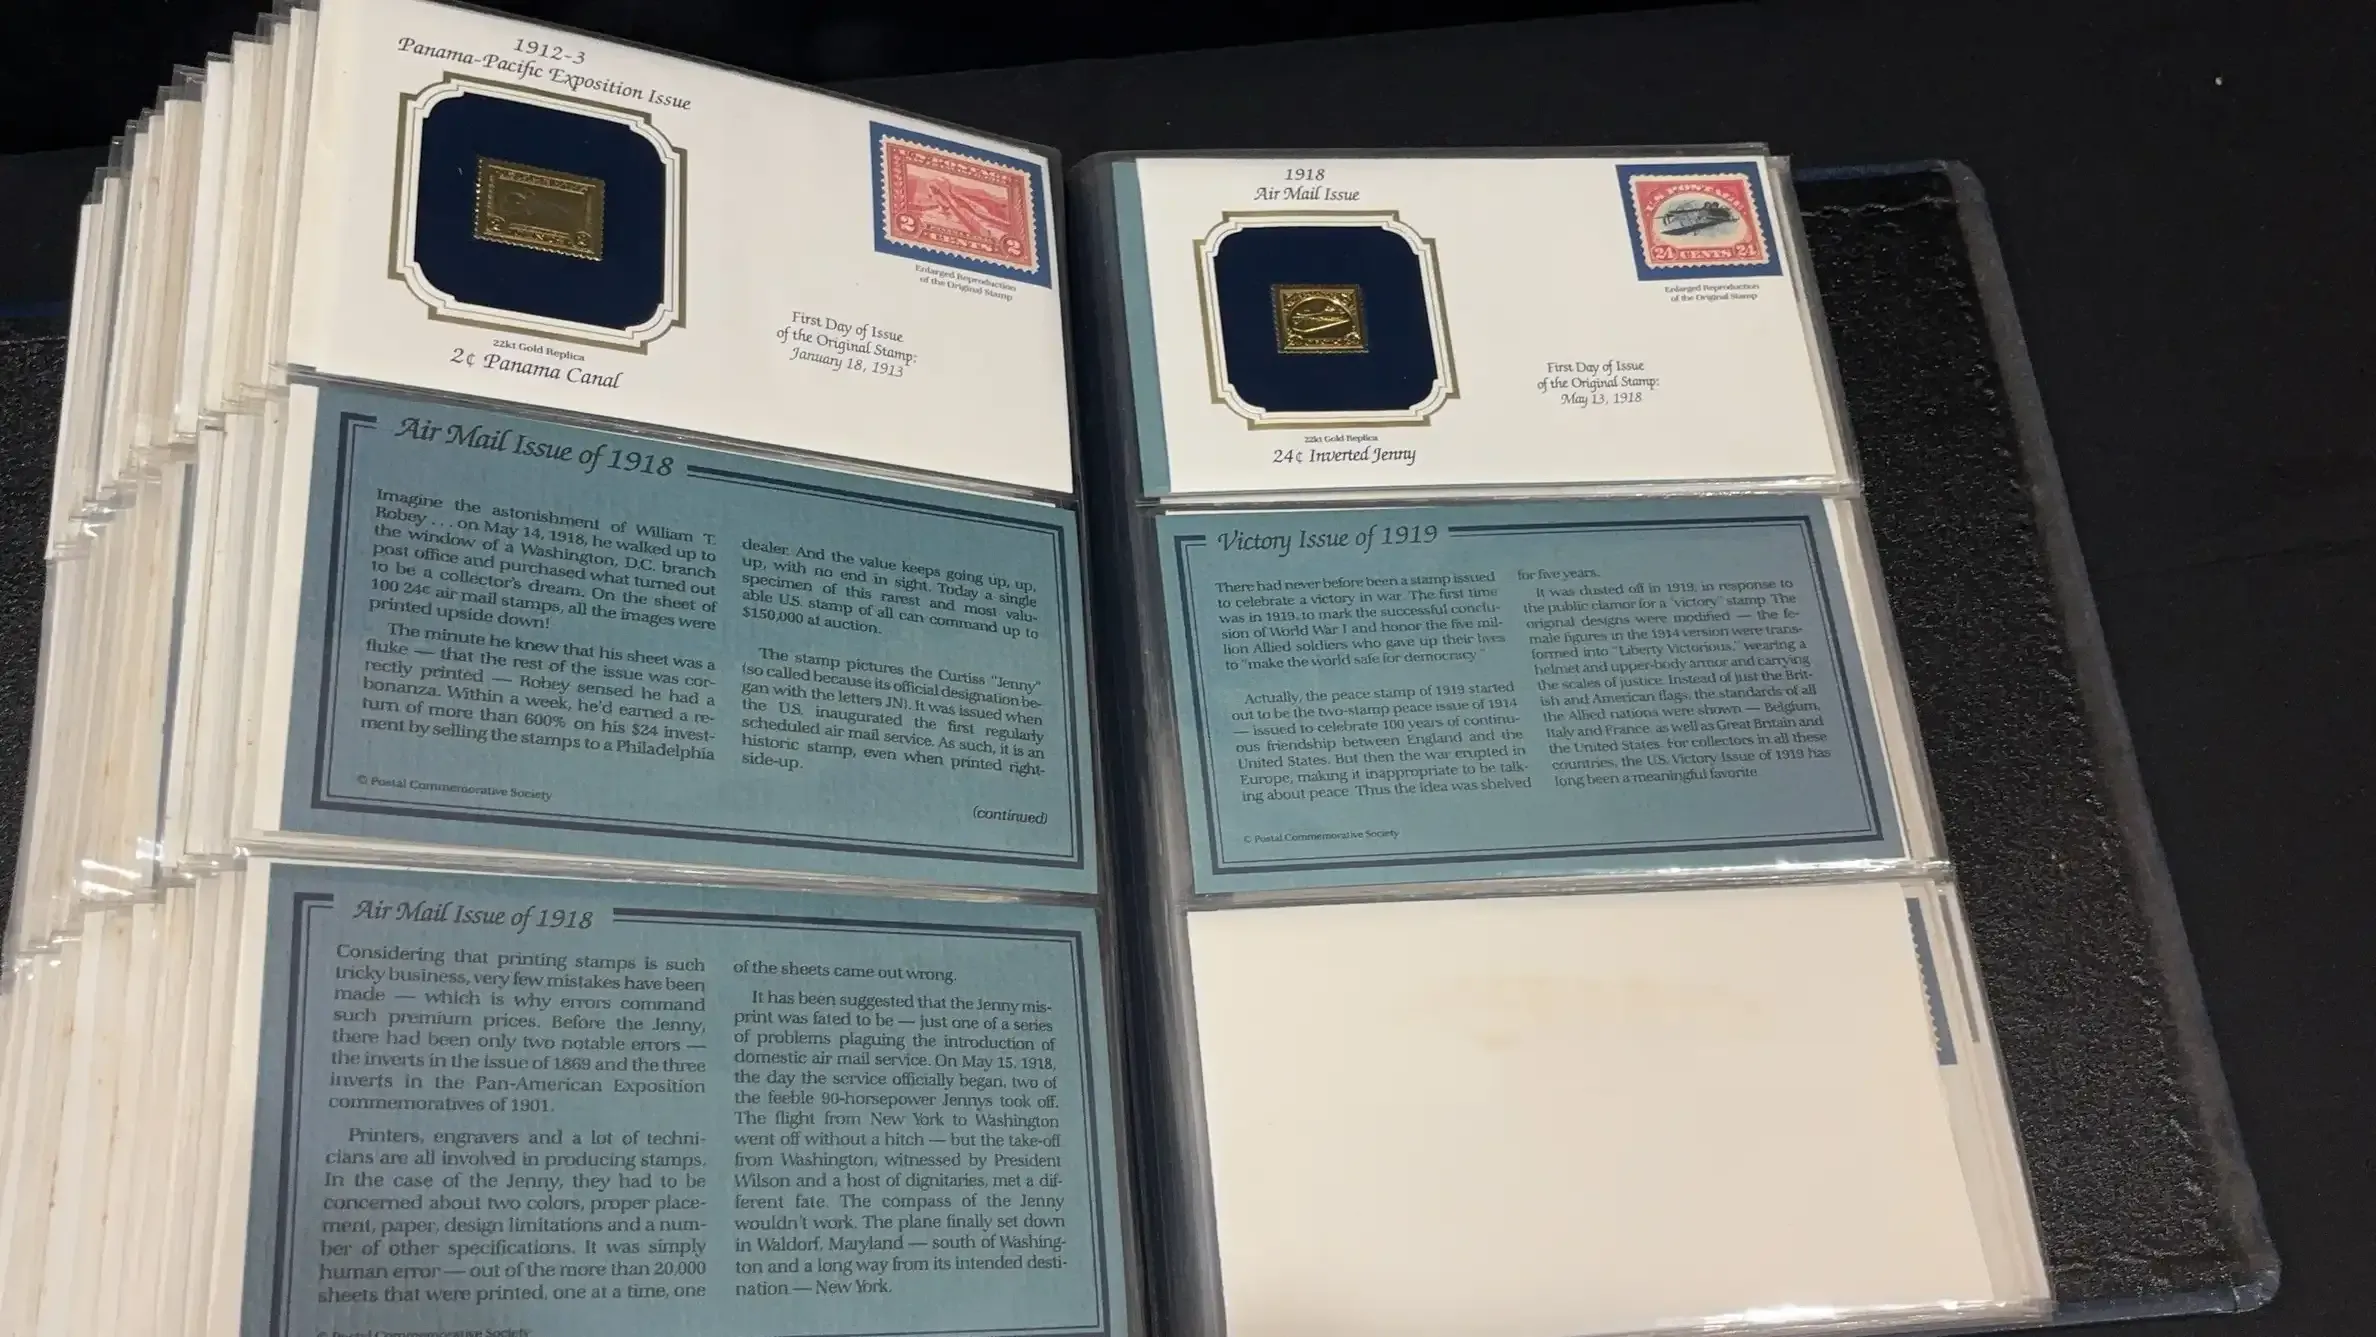 1912-3
Panama-Pacific Exposition Issue
U.S. POSTAGE
2 CENTS 2
Enlarged Reproduction
of the Original Stamp
First Day of Issue
of the Original Stamp:
January 18, 1913
22kt Gold Replica
2¢ Panama Canal
Air Mail Issue of 1918
Imagine the astonishment of William T.
Robey . . . on May 14, 1918, he walked up to
the window of a Washington, D.C. branch
post office and purchased what turned out
to be a collector's dream. On the sheet of
100 24¢ air mail stamps, all the images were
printed upside down!
The minute he knew that his sheet was a
fluke — that the rest of the issue was cor-
rectly printed — Robey sensed he had a
bonanza. Within a week, he'd earned a re-
turn of more than 600% on his $24 invest-
ment by selling the stamps to a Philadelphia
dealer. And the value keeps going up, up,
up, with no end in sight. Today a single
specimen of this rarest and most valu-
able U.S. stamp of all can command up to
$150,000 at auction.
The stamp pictures the Curtiss "Jenny"
(so called because its official designation be-
gan with the letters JN). It was issued when
the U.S. inaugurated the first regularly
scheduled air mail service. As such, it is an
historic stamp, even when printed right-
side-up.
© Postal Commemorative Society
(continued)
Air Mail Issue of 1918
Considering that printing stamps is such
tricky business, very few mistakes have been
made — which is why errors command
such premium prices. Before the Jenny,
there had been only two notable errors —
the inverts in the issue of 1869 and the three
inverts in the Pan-American Exposition
commemoratives of 1901.
Printers, engravers and a lot of techni-
cians are all involved in producing stamps.
In the case of the Jenny, they had to be
concerned about two colors, proper place-
ment, paper, design limitations and a num-
ber of other specifications. It was simply
human error — out of the more than 20,000
sheets that were printed, one at a time, one
of the sheets came out wrong.
It has been suggested that the Jenny mis-
print was fated to be — just one of a series
of problems plaguing the introduction of
domestic air mail service. On May 15, 1918,
the day the service officially began, two of
the feeble 90-horsepower Jennys took off.
The flight from New York to Washington
went off without a hitch — but the take-off
from Washington, witnessed by President
Wilson and a host of dignitaries, met a dif-
ferent fate. The compass of the Jenny
wouldn't work. The plane finally set down
in Waldorf, Maryland — south of Washing-
ton and a long way from its intended desti-
nation — New York.
© Postal Commemorative Society
1918
Air Mail Issue
U.S. POSTAGE
24 CENTS 24
Enlarged Reproduction
of the Original Stamp
First Day of Issue
of the Original Stamp:
May 13, 1918
22kt Gold Replica
24¢ Inverted Jenny
Victory Issue of 1919
There had never before been a stamp issued
to celebrate a victory in war. The first time
was in 1919, to mark the successful conclu-
sion of World War I and honor the five mil-
lion Allied soldiers who gave up their lives
to "make the world safe for democracy."
Actually, the peace stamp of 1919 started
out to be the two-stamp peace issue of 1914
— issued to celebrate 100 years of continu-
ous friendship between England and the
United States. But then the war erupted in
Europe, making it inappropriate to be talk-
ing about peace. Thus the idea was shelved
for five years.
It was dusted off in 1919, in response to
the public clamor for a "victory" stamp. The
original designs were modified — the fe-
male figures in the 1914 version were trans-
formed into "Liberty Victorious," wearing a
helmet and upper-body armor and carrying
the scales of justice. Instead of just the Brit-
ish and American flags, the standards of all
the Allied nations were shown — Belgium,
Italy and France, as well as Great Britain and
the United States. For collectors in all these
countries, the U.S. Victory Issue of 1919 has
long been a meaningful favorite.
© Postal Commemorative Society